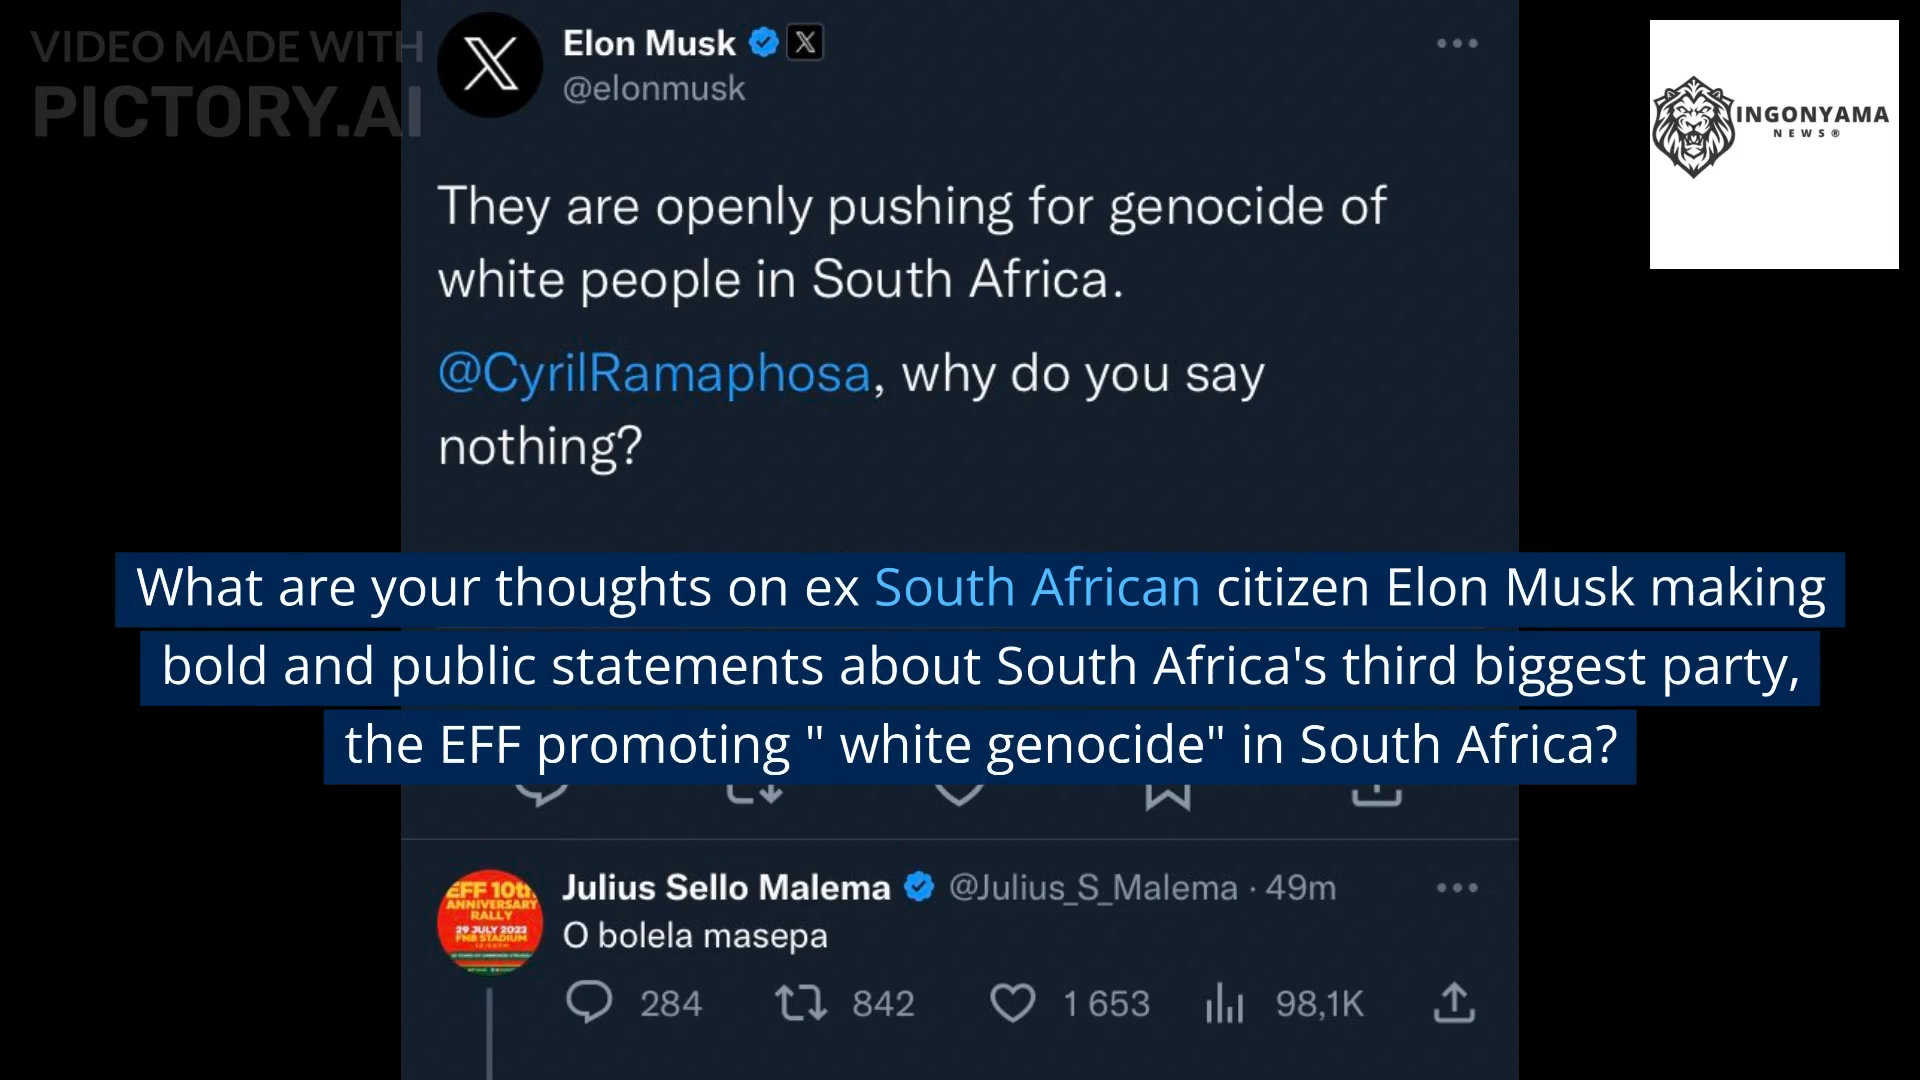 VIDEO MADE WITH
PICTORY.AI
Elon Musk
@elonmusk
INGONYAMA
NEWS®
They are openly pushing for genocide of
white people in South Africa.
@CyrilRamaphosa, why do you say
nothing?
What are your thoughts on ex South African citizen Elon Musk making
bold and public statements about South Africa's third biggest party,
the EFF promoting " white genocide" in South Africa?
Julius Sello Malema @Julius_S_Malema · 49m
EFF 10th
ANNIVERSARY
RALLY
29 JULY 2023
FNB STADIUM
O bolela masepa
284 842 1 653 98,1K